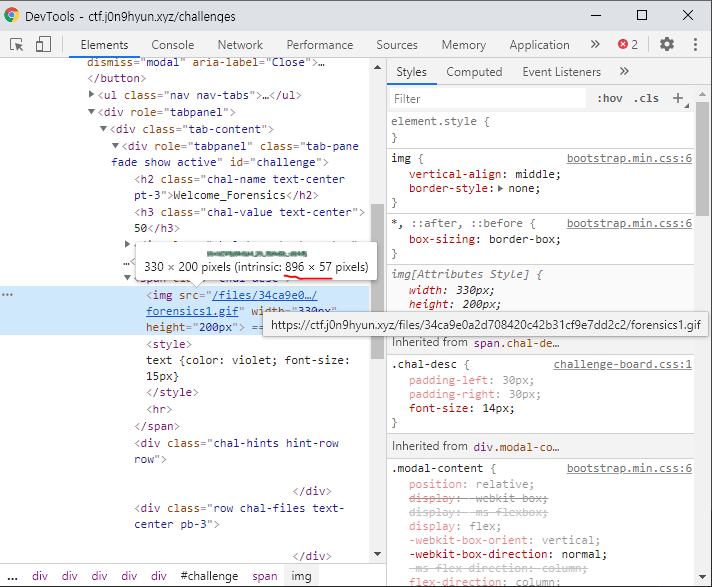 DevTools - ctf.j0n9hyun.xyz/challenges
Elements Console Network Performance Sources Memory Application » 2
dismiss="modal" aria-label="Close">…
</button>
<ul class="nav nav-tabs">…</ul>
<div role="tabpanel">
<div class="tab-content">
<div role="tabpanel" class="tab-pane
fade show active" id="challenge">
<h2 class="chal-name text-center
pt-3">Welcome_Forensics</h2>
<h3 class="chal-value text-center">
50</h3>
330 × 200 pixels (intrinsic: 896 × 57 pixels)
<img src="/files/34ca9e0…/
forensics1.gif" width="330px"
height="200px"> ==
<style>
text {color: violet; font-size:
15px}
</style>
<hr>
</span>
<div class="chal-hints hint-row
row">
</div>
<div class="row chal-files text-
center pb-3">
</div>
… div div div div div #challenge span img
Styles Computed Event Listeners »
Filter :hov .cls +
element.style {
}
img { bootstrap.min.css:6
vertical-align: middle;
border-style: none;
}
*, ::after, ::before { bootstrap.min.css:6
box-sizing: border-box;
}
img[Attributes Style] {
width: 330px;
height: 200px;
https://ctf.j0n9hyun.xyz/files/34ca9e0a2d708420c42b31cf9e7dd2c2/forensics1.gif
Inherited from span.chal-de…
.chal-desc { challenge-board.css:1
padding-left: 30px;
padding-right: 30px;
font-size: 14px;
}
Inherited from div.modal-co…
.modal-content { bootstrap.min.css:6
position: relative;
display: -webkit-box;
display: -ms-flexbox;
display: flex;
-webkit-box-orient: vertical;
-webkit-box-direction: normal;
-ms-flex-direction: column;
flex-direction: column;